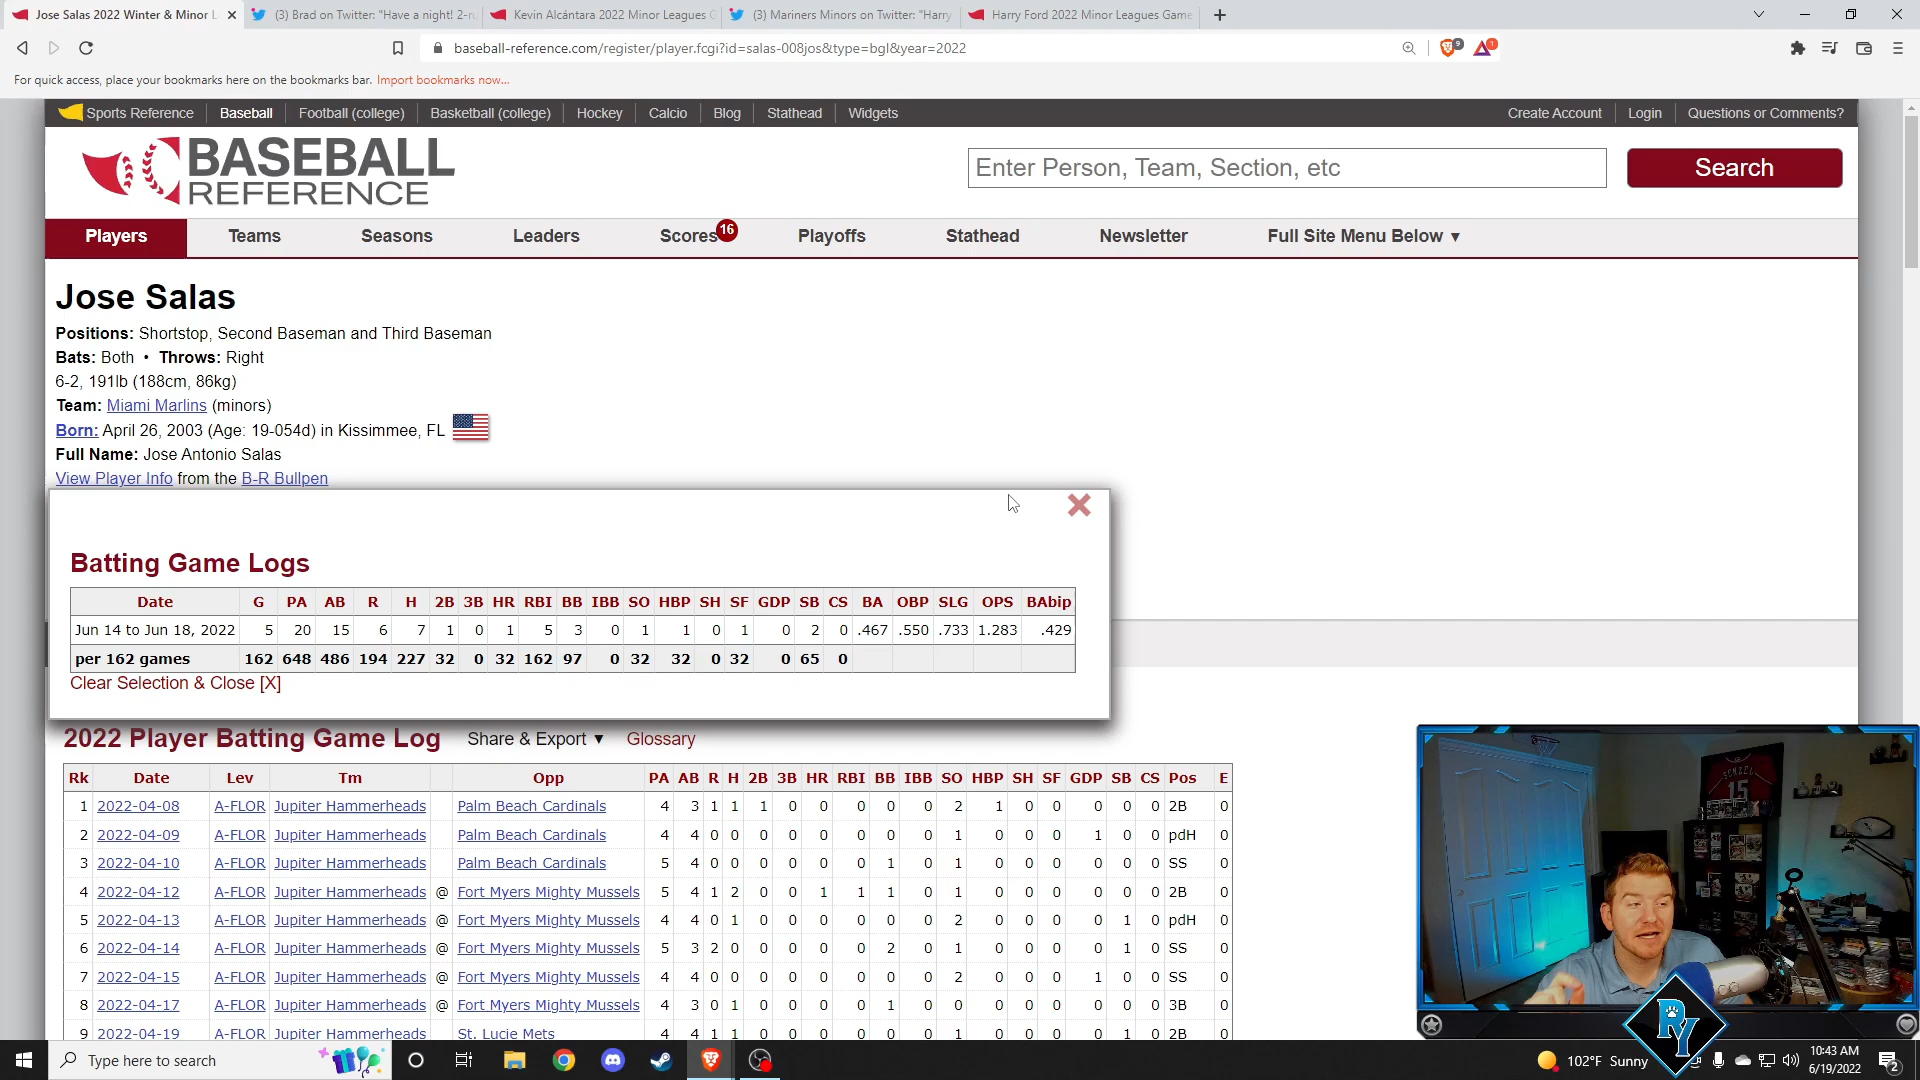 Jose Salas 2022 Winter & Minor L
(3) Brad on Twitter: "Have a night! 2-ru
Kevin Alcántara 2022 Minor Leagues G
(3) Mariners Minors on Twitter: "Harry
Harry Ford 2022 Minor Leagues Game
baseball-reference.com/register/player.fcgi?id=salas-008jos&type=bgl&year=2022
9
1
For quick access, place your bookmarks here on the bookmarks bar. Import bookmarks now...
Sports Reference Baseball Football (college) Basketball (college) Hockey Calcio Blog Stathead Widgets Create Account Login Questions or Comments?
BASEBALL
REFERENCE
Enter Person, Team, Section, etc
Search
Players Teams Seasons Leaders Scores 16 Playoffs Stathead Newsletter Full Site Menu Below ▼
Jose Salas
Positions: Shortstop, Second Baseman and Third Baseman
Bats: Both • Throws: Right
6-2, 191lb (188cm, 86kg)
Team: Miami Marlins (minors)
Born: April 26, 2003 (Age: 19-054d) in Kissimmee, FL
Full Name: Jose Antonio Salas
View Player Info from the B-R Bullpen
Batting Game Logs
Date G PA AB R H 2B 3B HR RBI BB IBB SO HBP SH SF GDP SB CS BA OBP SLG OPS BAbip
Jun 14 to Jun 18, 2022 5 20 15 6 7 1 0 1 5 3 0 1 1 0 1 0 2 0 .467 .550 .733 1.283 .429
per 162 games 162 648 486 194 227 32 0 32 162 97 0 32 32 0 32 0 65 0
Clear Selection & Close [X]
2022 Player Batting Game Log Share & Export ▼ Glossary
Rk Date Lev Tm Opp PA AB R H 2B 3B HR RBI BB IBB SO HBP SH SF GDP SB CS Pos E
1 2022-04-08 A-FLOR Jupiter Hammerheads Palm Beach Cardinals 4 3 1 1 1 0 0 0 0 0 2 1 0 0 0 0 0 2B 0
2 2022-04-09 A-FLOR Jupiter Hammerheads Palm Beach Cardinals 4 4 0 0 0 0 0 0 0 0 1 0 0 0 1 0 0 pdH 0
3 2022-04-10 A-FLOR Jupiter Hammerheads Palm Beach Cardinals 5 4 0 0 0 0 0 0 1 0 1 0 0 0 0 0 0 SS 0
4 2022-04-12 A-FLOR Jupiter Hammerheads @ Fort Myers Mighty Mussels 5 4 1 2 0 0 1 1 1 0 1 0 0 0 0 0 0 2B 0
5 2022-04-13 A-FLOR Jupiter Hammerheads @ Fort Myers Mighty Mussels 4 4 0 1 0 0 0 0 0 0 2 0 0 0 0 1 0 pdH 0
6 2022-04-14 A-FLOR Jupiter Hammerheads @ Fort Myers Mighty Mussels 5 3 2 0 0 0 0 0 2 0 1 0 0 0 0 1 0 SS 0
7 2022-04-15 A-FLOR Jupiter Hammerheads @ Fort Myers Mighty Mussels 4 4 0 0 0 0 0 0 0 0 2 0 0 0 1 0 0 SS 0
8 2022-04-17 A-FLOR Jupiter Hammerheads @ Fort Myers Mighty Mussels 4 3 0 1 0 0 0 0 1 0 0 0 0 0 0 0 0 3B 0
9 2022-04-19 A-FLOR Jupiter Hammerheads St. Lucie Mets 4 4 1 1 0 0 0 0 0 0 1 0 0 0 0 1 0 2B 0
SENZEL
15
RY
Type here to search
102°F Sunny
10:43 AM
6/19/2022
2